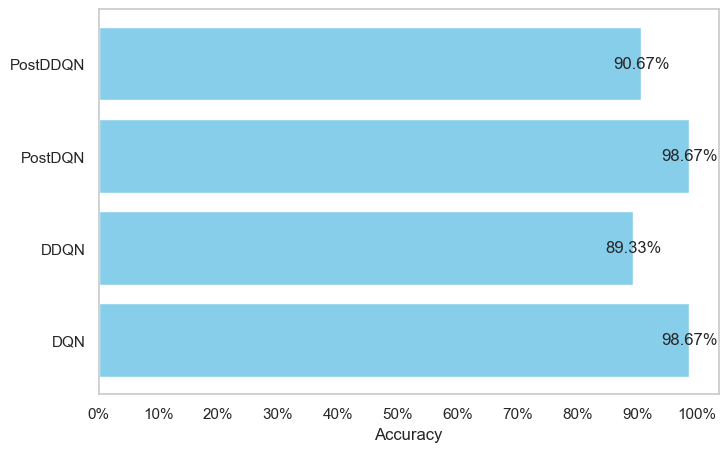 PostDDQN
90.67%
PostDQN
98.67%
DDQN
89.33%
DQN
98.67%
0% 10% 20% 30% 40% 50% 60% 70% 80% 90% 100%
Accuracy